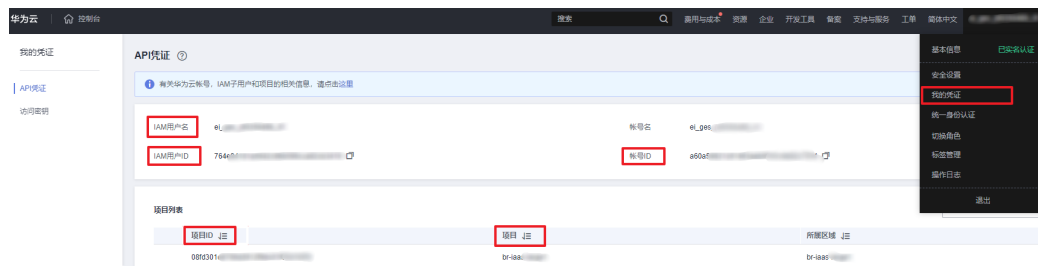 华为云 控制台 搜索 费用与成本 资源 企业 开发工具 备案 支持与服务 工单 简体中文
我的凭证
API凭证
访问密钥
API凭证
有关华为云帐号，IAM子用户和项目的相关信息，请点击这里
IAM用户名 ei_ 帐号名 ei_ges
IAM用户ID 帐号ID
项目列表
项目ID 项目 所属区域
08fd301 br-iaas br-iaas
基本信息 已实名认证
安全设置
我的凭证
统一身份认证
切换角色
标签管理
操作日志
退出